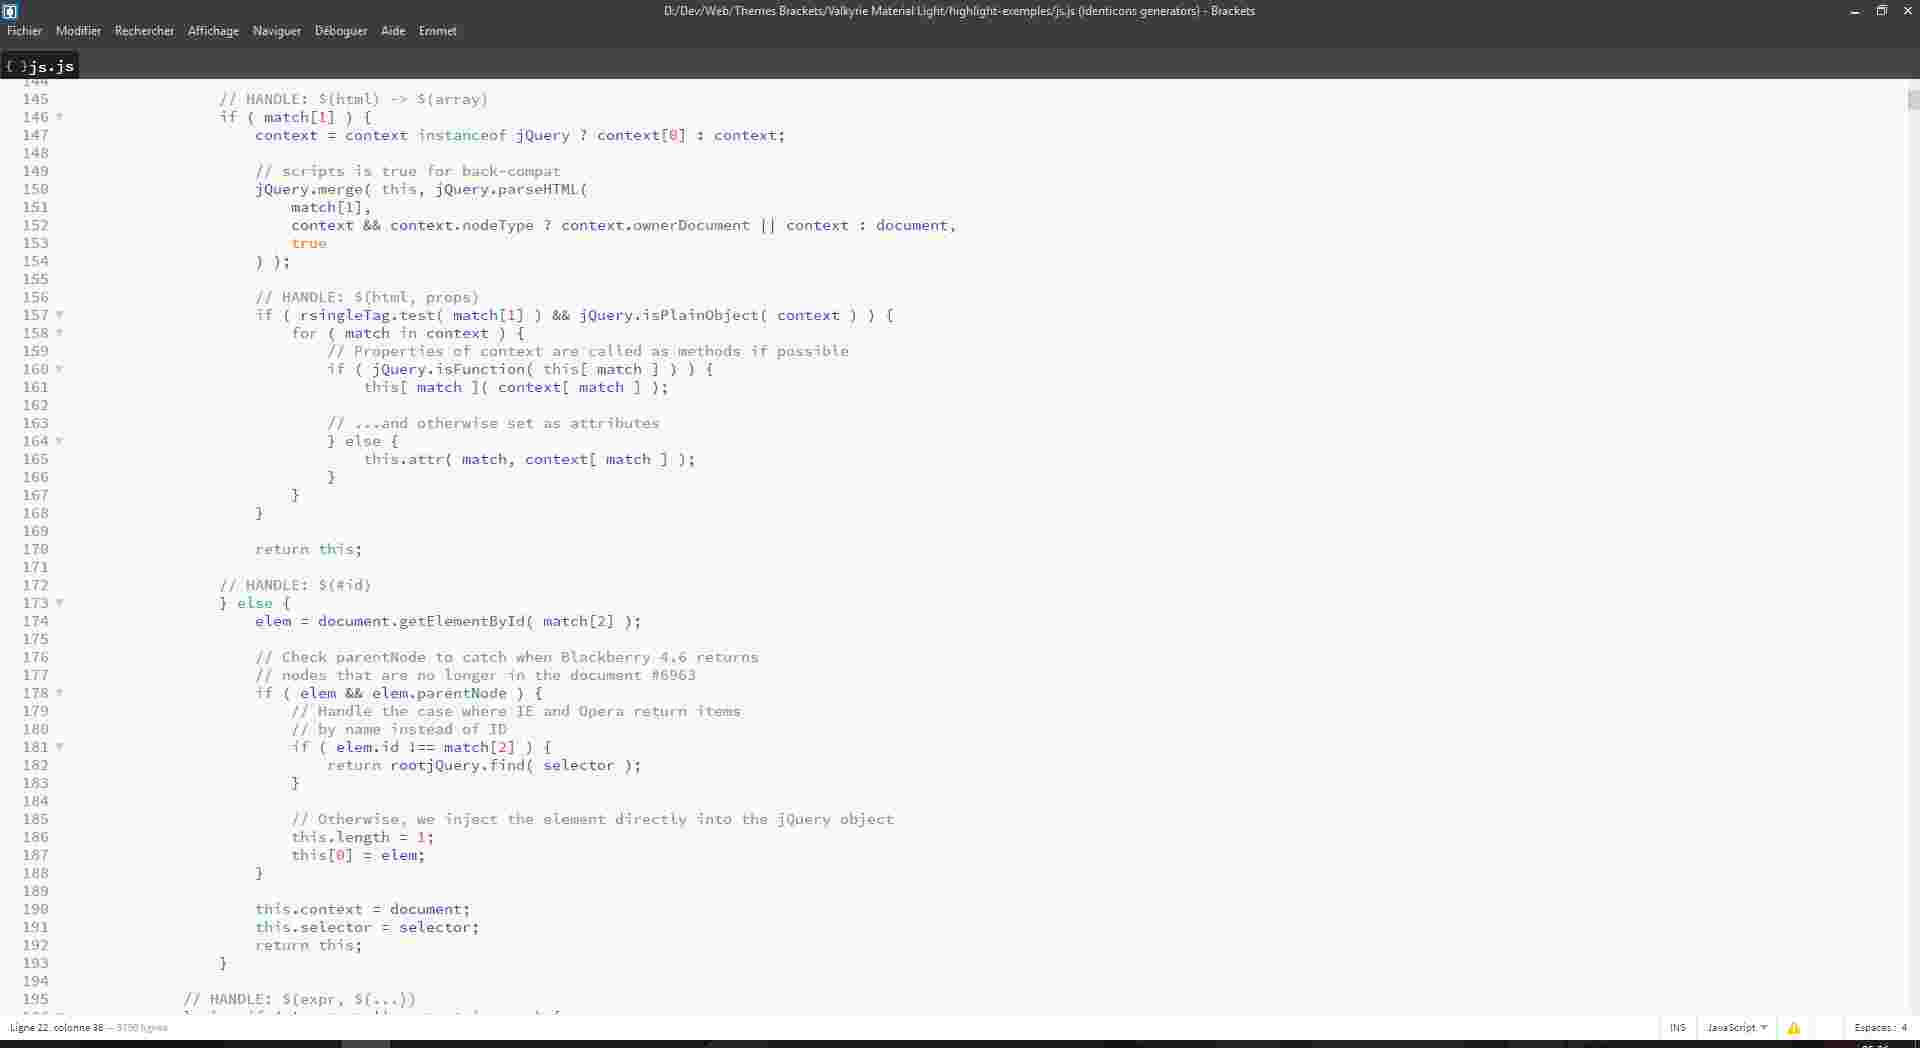 D:/Dev/Web/Themes Brackets/Valkyrie Material Light/highlight-exemples/js.js (identicons generators) - Brackets
Fichier Modifier Rechercher Affichage Naviguer Déboguer Aide Emmet
{ }js.js
144
145 // HANDLE: $(html) -> $(array)
146 if ( match[1] ) {
147 context = context instanceof jQuery ? context[0] : context;
148
149 // scripts is true for back-compat
150 jQuery.merge( this, jQuery.parseHTML(
151 match[1],
152 context && context.nodeType ? context.ownerDocument || context : document,
153 true
154 ) );
155
156 // HANDLE: $(html, props)
157 if ( rsingleTag.test( match[1] ) && jQuery.isPlainObject( context ) ) {
158 for ( match in context ) {
159 // Properties of context are called as methods if possible
160 if ( jQuery.isFunction( this[ match ] ) ) {
161 this[ match ]( context[ match ] );
162
163 // ...and otherwise set as attributes
164 } else {
165 this.attr( match, context[ match ] );
166 }
167 }
168 }
169
170 return this;
171
172 // HANDLE: $(#id)
173 } else {
174 elem = document.getElementById( match[2] );
175
176 // Check parentNode to catch when Blackberry 4.6 returns
177 // nodes that are no longer in the document #6963
178 if ( elem && elem.parentNode ) {
179 // Handle the case where IE and Opera return items
180 // by name instead of ID
181 if ( elem.id !== match[2] ) {
182 return rootjQuery.find( selector );
183 }
184
185 // Otherwise, we inject the element directly into the jQuery object
186 this.length = 1;
187 this[0] = elem;
188 }
189
190 this.context = document;
191 this.selector = selector;
192 return this;
193 }
194
195 // HANDLE: $(expr, $(...))
Ligne 22, colonne 38 INS JavaScript Espaces : 4